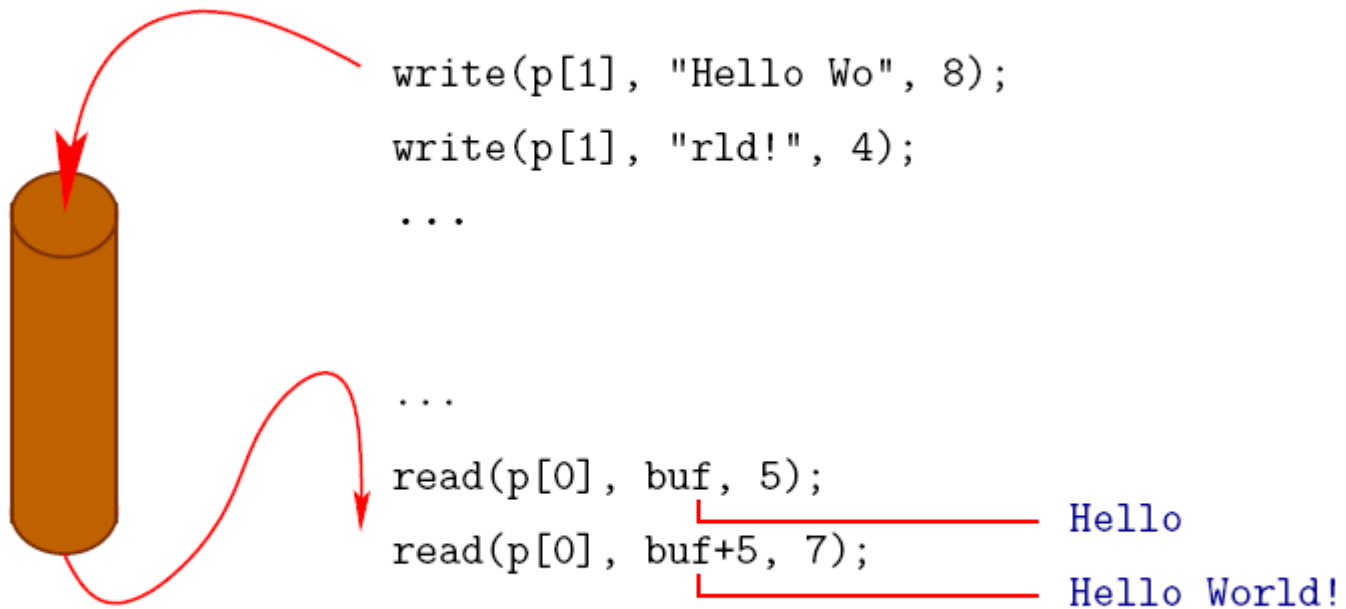 write(p[1], "Hello Wo", 8);
write(p[1], "rld!", 4);
...
...
read(p[0], buf, 5);
Hello
read(p[0], buf+5, 7);
Hello World!